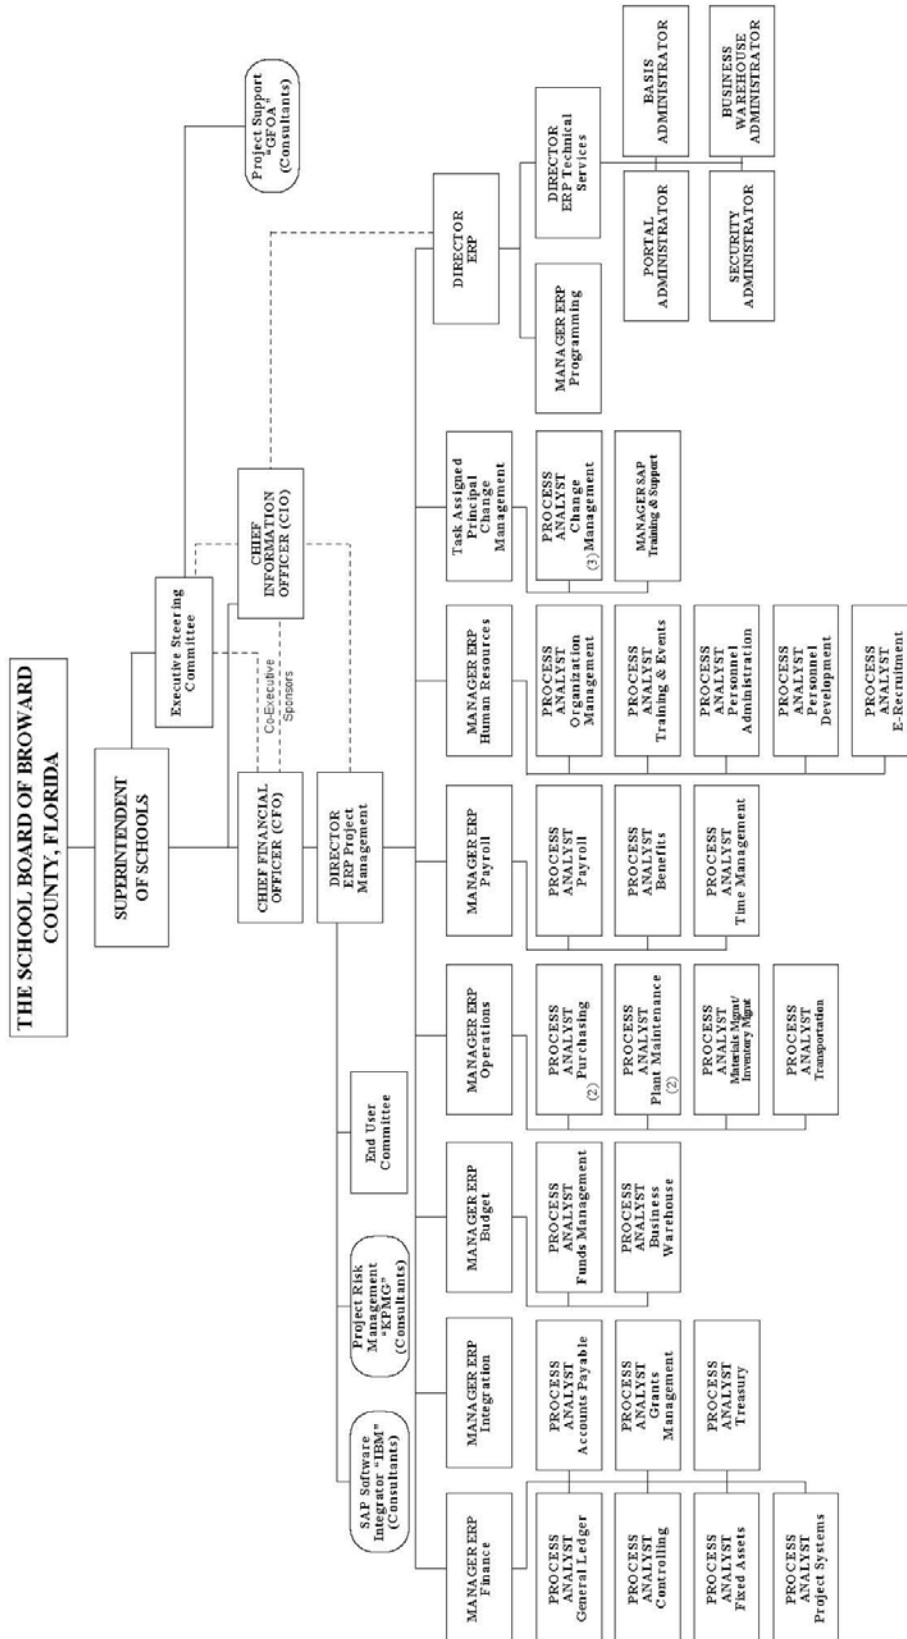 THE SCHOOL BOARD OF BROWARD
COUNTY, FLORIDA
SUPERINTENDENT
OF SCHOOLS
Executive Steering
Committee
Project Support
"GFOA"
(Consultants)
CHIEF FINANCIAL
OFFICER (CFO)
Co-Executive
Sponsors
CHIEF
INFORMATION
OFFICER (CIO)
DIRECTOR
ERP Project
Management
SAP Software
Integrator "IBM"
(Consultants)
Project Risk
Management
"KPMG"
(Consultants)
End User
Committee
MANAGER ERP
Finance
MANAGER ERP
Integration
MANAGER ERP
Budget
MANAGER ERP
Operations
MANAGER ERP
Payroll
MANAGER ERP
Human Resources
Task Assigned
Principal
Change
Management
DIRECTOR
ERP
PROCESS
ANALYST
General Ledger
PROCESS
ANALYST
Accounts Payable
PROCESS
ANALYST
Funds Management
PROCESS
ANALYST
Purchasing
(2)
PROCESS
ANALYST
Payroll
PROCESS
ANALYST
Organization
Management
PROCESS
ANALYST
Change
(3) Management
MANAGER ERP
Programming
DIRECTOR
ERP Technical
Services
PROCESS
ANALYST
Controlling
PROCESS
ANALYST
Grants
Management
PROCESS
ANALYST
Business
Warehouse
PROCESS
ANALYST
Plant Maintenance
(2)
PROCESS
ANALYST
Benefits
PROCESS
ANALYST
Training & Events
MANAGER SAP
Training & Support
PORTAL
ADMINISTRATOR
BASIS
ADMINISTRATOR
PROCESS
ANALYST
Fixed Assets
PROCESS
ANALYST
Treasury
PROCESS
ANALYST
Materials Mgmt/
Inventory Mgmt
PROCESS
ANALYST
Time Management
PROCESS
ANALYST
Personnel
Administration
SECURITY
ADMINISTRATOR
BUSINESS
WAREHOUSE
ADMINISTRATOR
PROCESS
ANALYST
Project Systems
PROCESS
ANALYST
Transportation
PROCESS
ANALYST
Personnel
Development
PROCESS
ANALYST
E-Recruitment